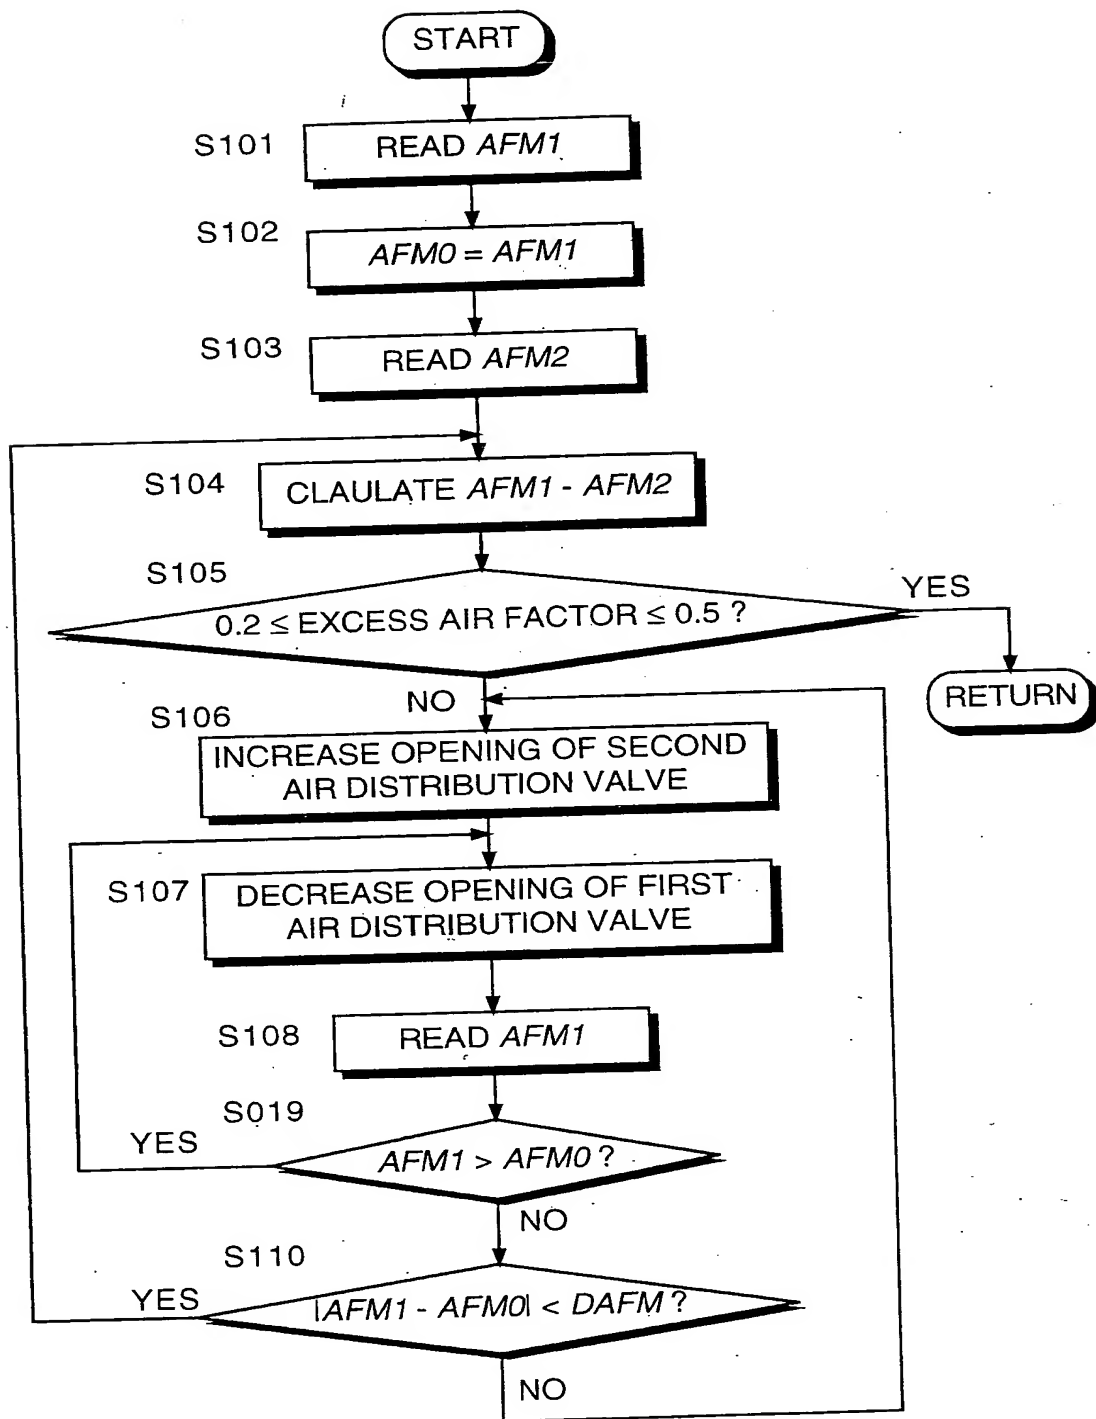 START
S101
READ AFM1
S102
AFM0 = AFM1
S103
READ AFM2
S104
CLAULATE AFM1 - AFM2
S105
0.2 ≤ EXCESS AIR FACTOR ≤ 0.5 ?
YES
RETURN
NO
S106
INCREASE OPENING OF SECOND
AIR DISTRIBUTION VALVE
S107
DECREASE OPENING OF FIRST
AIR DISTRIBUTION VALVE
S108
READ AFM1
S019
YES
AFM1 > AFM0 ?
NO
S110
YES
|AFM1 - AFM0| < DAFM ?
NO